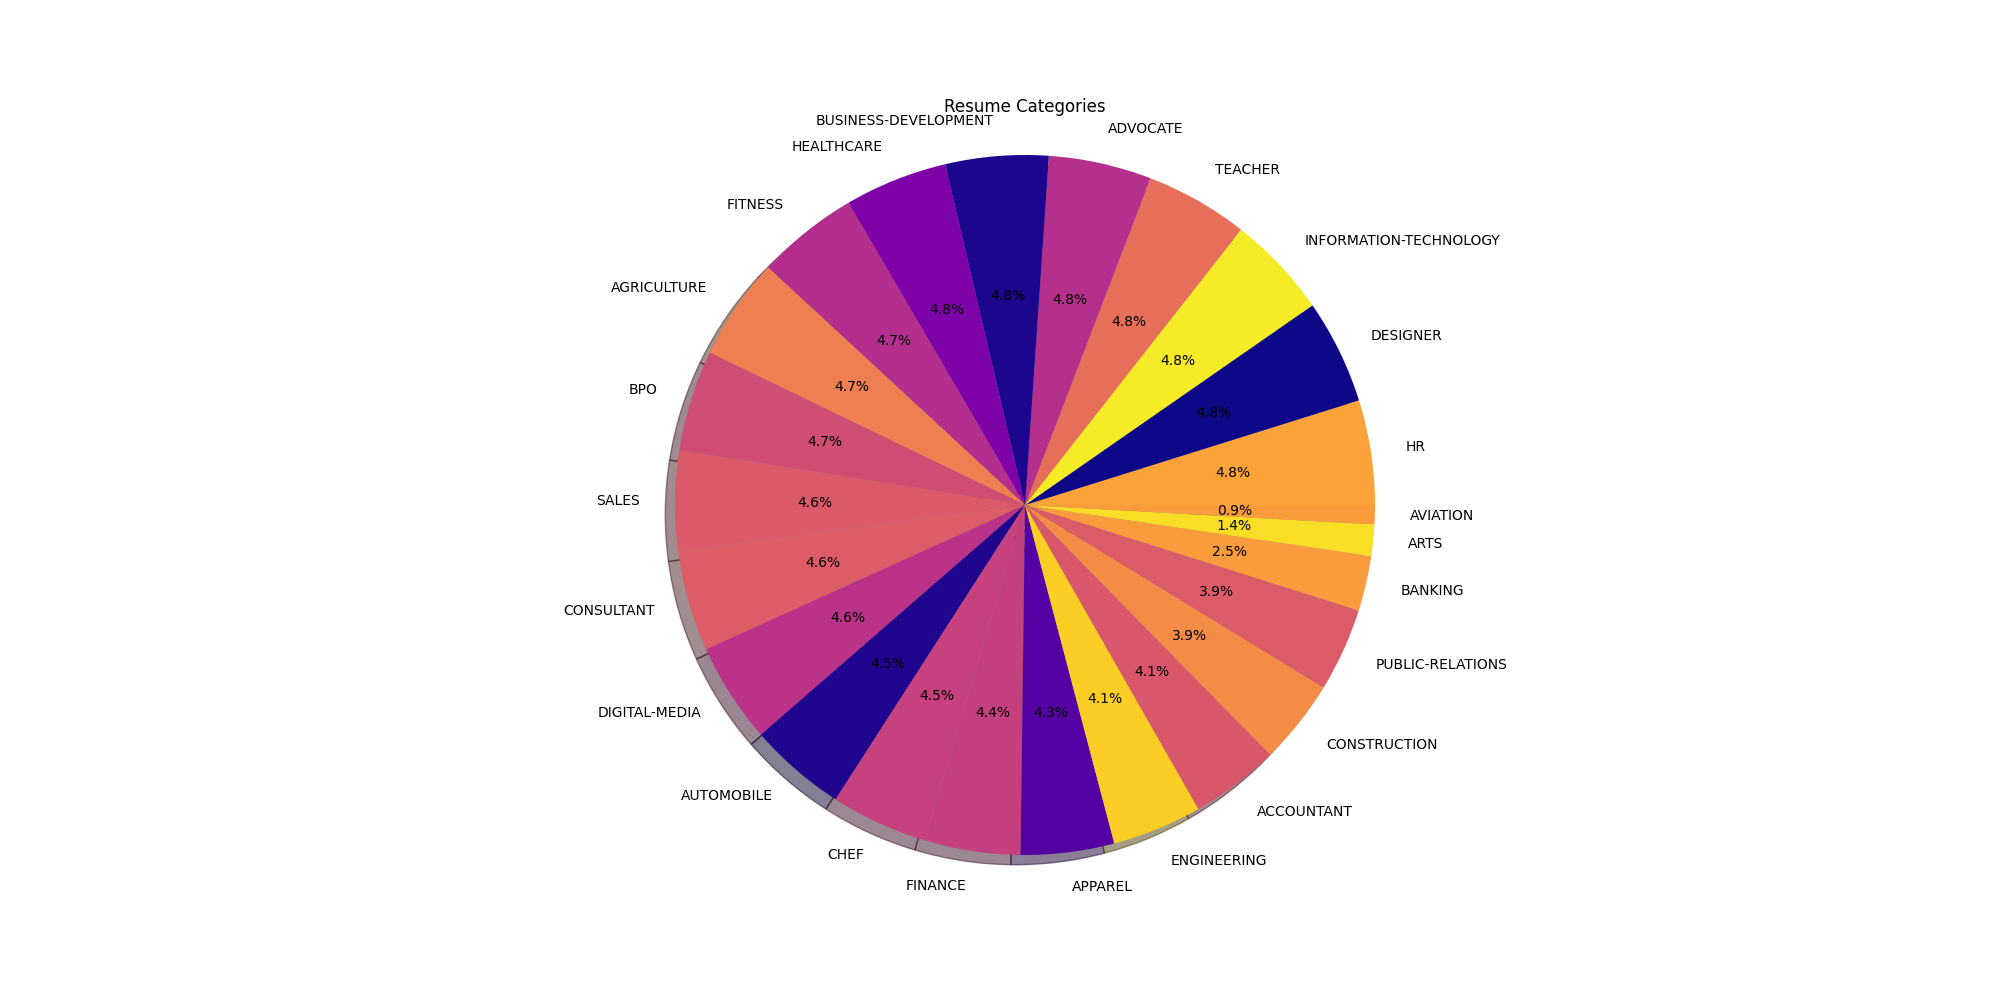 Resume Categories
BUSINESS-DEVELOPMENT
ADVOCATE
HEALTHCARE
TEACHER
FITNESS
INFORMATION-TECHNOLOGY
AGRICULTURE
DESIGNER
BPO
HR
SALES
AVIATION
ARTS
BANKING
CONSULTANT
PUBLIC-RELATIONS
DIGITAL-MEDIA
CONSTRUCTION
AUTOMOBILE
ACCOUNTANT
CHEF
ENGINEERING
FINANCE
APPAREL
4.8%
4.8%
4.8%
4.8%
4.7%
4.8%
4.7%
4.8%
4.7%
4.8%
4.6%
0.9%
1.4%
2.5%
4.6%
3.9%
4.6%
3.9%
4.5%
4.1%
4.5%
4.1%
4.4%
4.3%